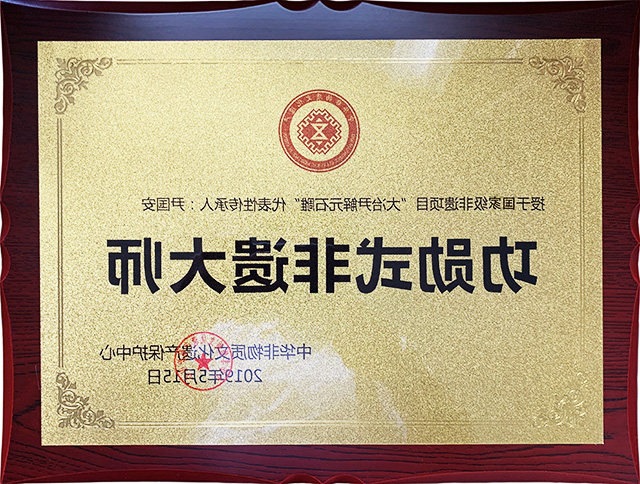 授于国家级非遗项目“大冶尹解元石雕”代表性传承人：尹国安
功勋式非遗大师
中华非物质文化遗产保护中心
2019年5月15日